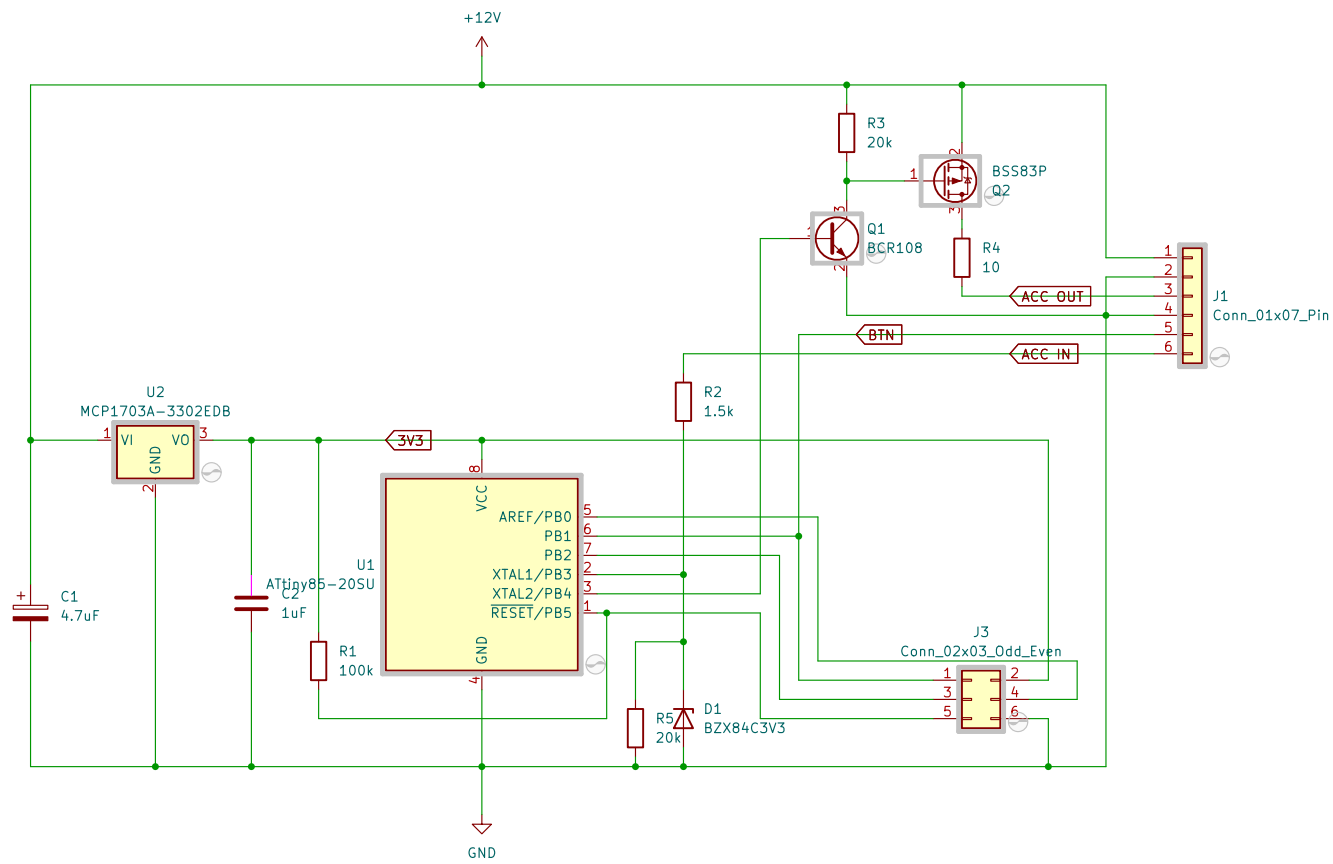 +12V
R3
20k
2
1
BSS83P
Q2
3
3
1
Q1
BCR108
2
R4
10
1
2
3
4
5
6
ACC OUT
BTN
ACC IN
J1
Conn_01x07_Pin
U2
MCP1703A-3302EDB
1
VI
VO
3
GND
2
3V3
R2
1.5k
8
VCC
AREF/PB0
5
PB1
6
PB2
7
XTAL1/PB3
2
XTAL2/PB4
3
RESET/PB5
1
U1
ATtiny85-20SU
GND
4
C1
+
4.7uF
C2
1uF
R1
100k
R5
20k
D1
BZX84C3V3
J3
Conn_02x03_Odd_Even
1
2
3
4
5
6
GND